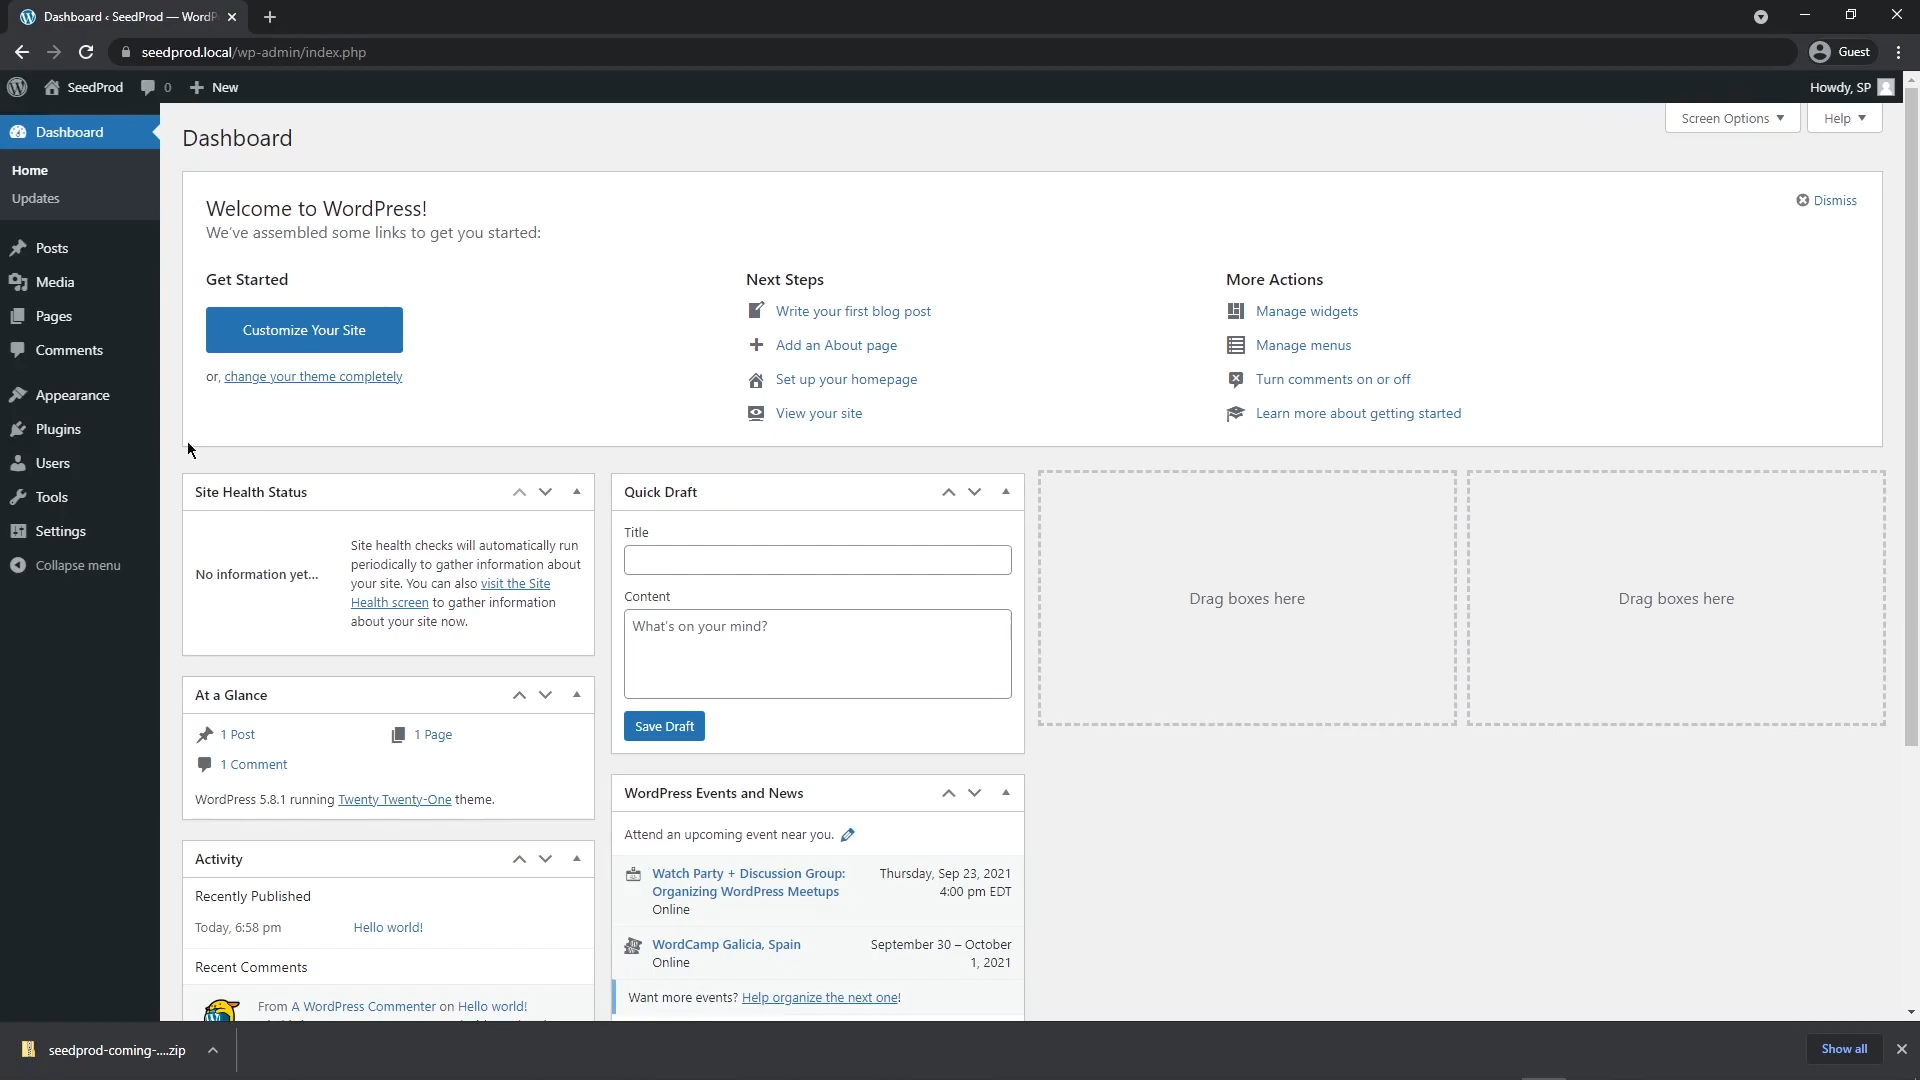 Dashboard ‹ SeedProd — WordP
seedprod.local/wp-admin/index.php
Guest
SeedProd
0
New
Howdy, SP
Dashboard
Home
Updates
Posts
Media
Pages
Comments
Appearance
Plugins
Users
Tools
Settings
Collapse menu
Dashboard
Screen Options
Help
Welcome to WordPress!
We've assembled some links to get you started:
Dismiss
Get Started
Customize Your Site
or, change your theme completely
Next Steps
Write your first blog post
Add an About page
Set up your homepage
View your site
More Actions
Manage widgets
Manage menus
Turn comments on or off
Learn more about getting started
Site Health Status
No information yet...
Site health checks will automatically run
periodically to gather information about
your site. You can also visit the Site
Health screen to gather information
about your site now.
At a Glance
1 Post
1 Page
1 Comment
WordPress 5.8.1 running Twenty Twenty-One theme.
Activity
Recently Published
Today, 6:58 pm
Hello world!
Recent Comments
From A WordPress Commenter on Hello world!
Quick Draft
Title
Content
What's on your mind?
Save Draft
WordPress Events and News
Attend an upcoming event near you.
Watch Party + Discussion Group:
Organizing WordPress Meetups
Online
Thursday, Sep 23, 2021
4:00 pm EDT
WordCamp Galicia, Spain
Online
September 30 – October
1, 2021
Want more events? Help organize the next one!
Drag boxes here
Drag boxes here
seedprod-coming-....zip
Show all